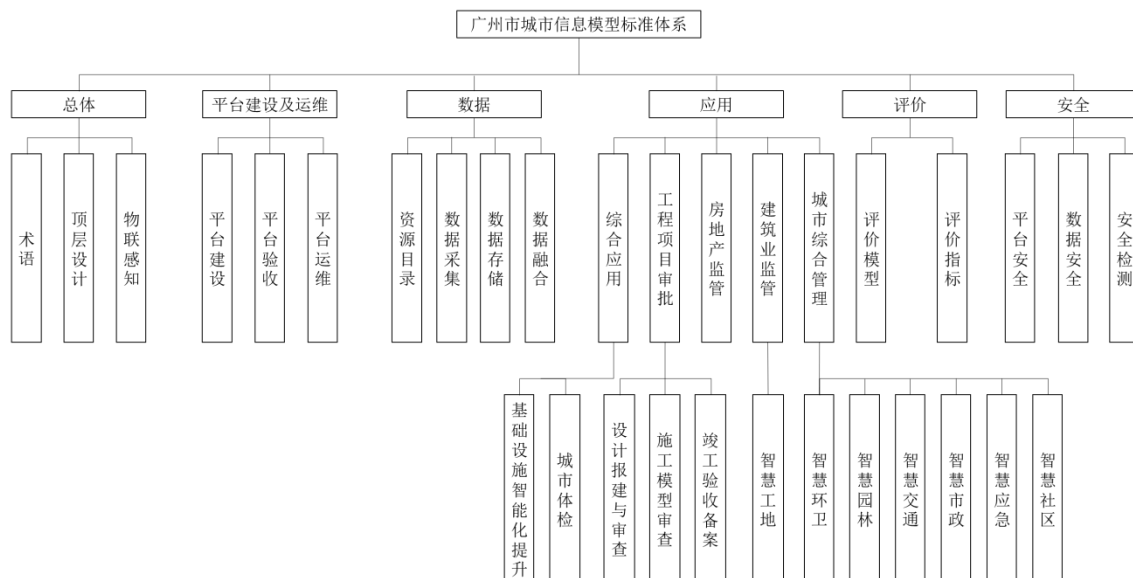 广州市城市信息模型标准体系
总体
平台建设及运维
数据
应用
评价
安全
术语
顶层设计
物联感知
平台建设
平台验收
平台运维
资源目录
数据采集
数据存储
数据融合
综合应用
工程项目审批
房地产监管
建筑业监管
城市综合管理
评价模型
评价指标
平台安全
数据安全
安全检测
基础设施智能化提升
城市体检
设计报建与审查
施工模型审查
竣工验收备案
智慧工地
智慧环卫
智慧园林
智慧交通
智慧市政
智慧应急
智慧社区